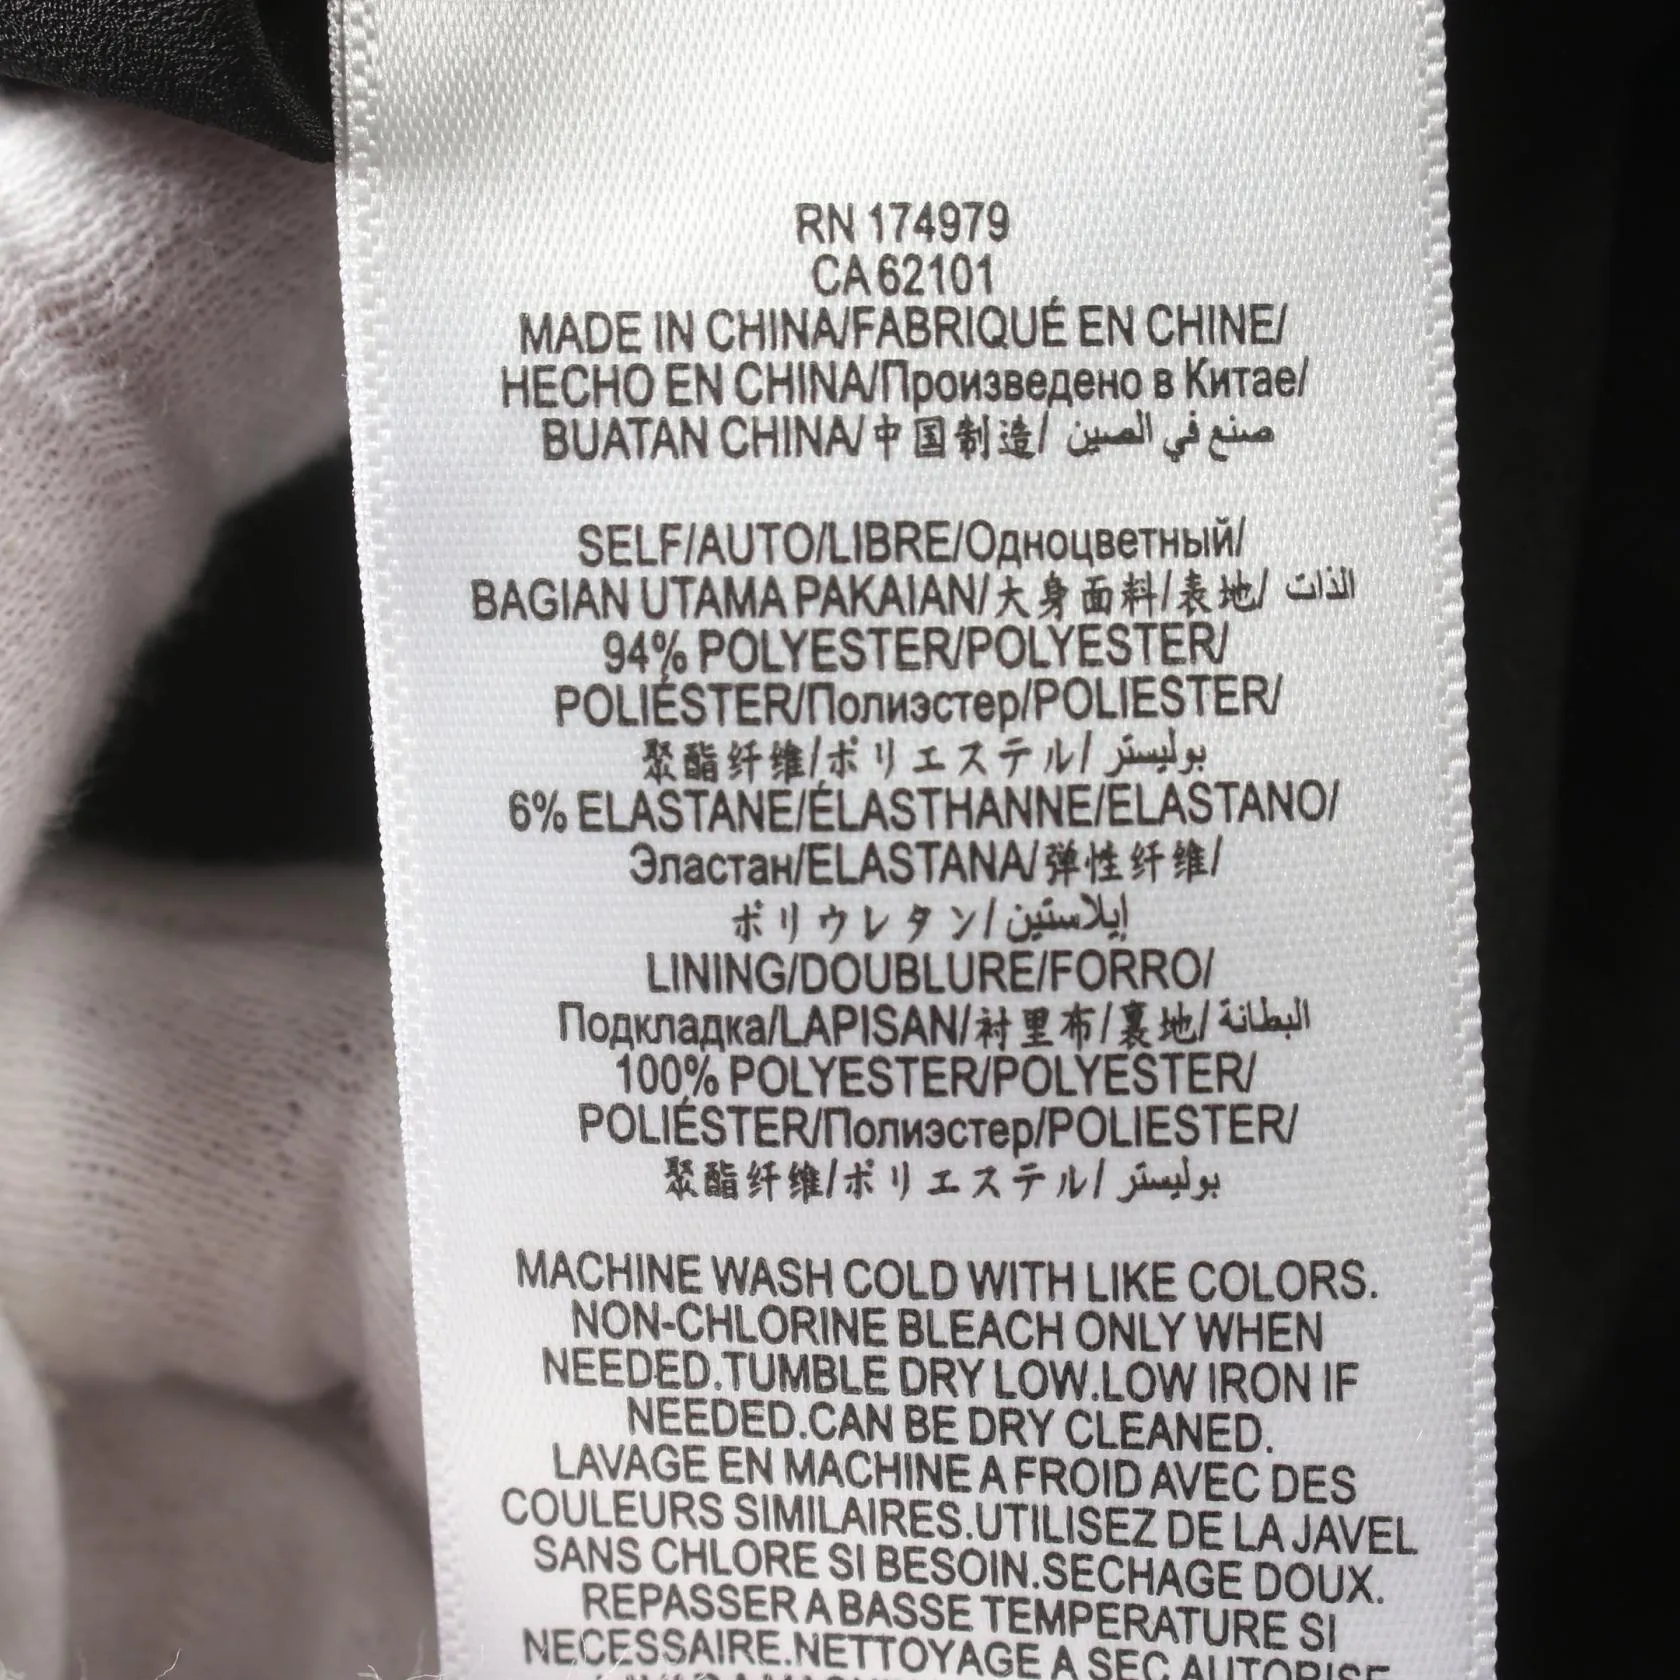 RN 174979
CA 62101
MADE IN CHINA/FABRIQUÉ EN CHINE/
HECHO EN CHINA/Произведено в Китае/
BUATAN CHINA/中国制造/ صنع في الصين
SELF/AUTO/LIBRE/Одноцветный/
BAGIAN UTAMA PAKAIAN/大身面料/表地/ الذات
94% POLYESTER/POLYESTER/
POLIÉSTER/Полиэстер/POLIESTER/
聚酯纤维/ポリエステル/ بوليستر
6% ELASTANE/ÉLASTHANNE/ELASTANO/
Эластан/ELASTANA/弹性纤维/
ポリウレタン/ إيلاستين
LINING/DOUBLURE/FORRO/
Подкладка/LAPISAN/衬里布/裏地/ البطانة
100% POLYESTER/POLYESTER/
POLIÉSTER/Полиэстер/POLIESTER/
聚酯纤维/ポリエステル/ بوليستر
MACHINE WASH COLD WITH LIKE COLORS.
NON-CHLORINE BLEACH ONLY WHEN
NEEDED.TUMBLE DRY LOW.LOW IRON IF
NEEDED.CAN BE DRY CLEANED.
LAVAGE EN MACHINE A FROID AVEC DES
COULEURS SIMILAIRES.UTILISEZ DE LA JAVEL
SANS CHLORE SI BESOIN.SECHAGE DOUX.
REPASSER A BASSE TEMPERATURE SI
NECESSAIRE.NETTOYAGE A SEC AUTORISE